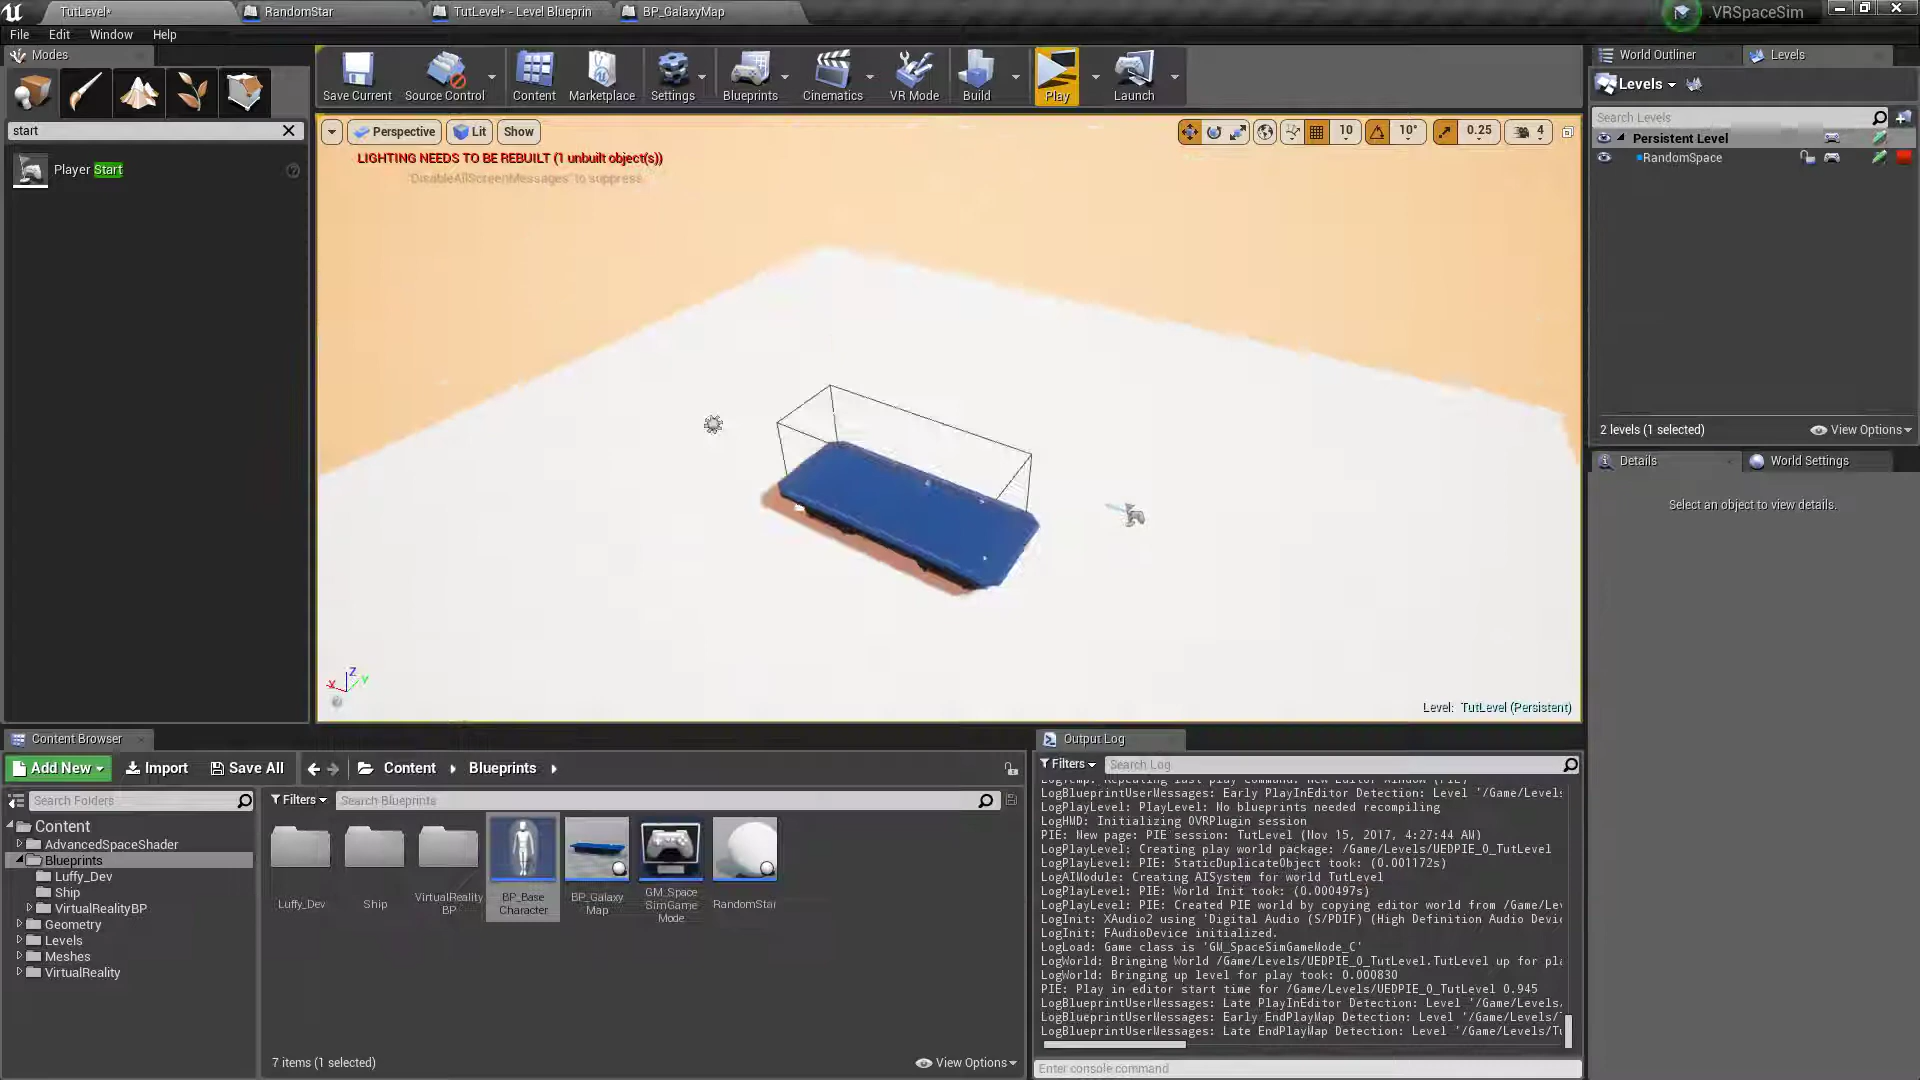 TutLevel*
RandomStar
TutLevel* - Level Blueprin
BP_GalaxyMap
VRSpaceSim
File Edit Window Help
Modes
Save Current
Source Control
Content
Marketplace
Settings
Blueprints
Cinematics
VR Mode
Build
Play
Launch
World Outliner
Levels
Levels
start
Player Start
Perspective
Lit
Show
10
10°
0.25
4
LIGHTING NEEDS TO BE REBUILT (1 unbuilt object(s))
'DisableAllScreenMessages' to suppress
Search Levels
Persistent Level
RandomSpace
2 levels (1 selected)
View Options
Details
World Settings
Select an object to view details.
X Z Y
Level: TutLevel (Persistent)
Content Browser
Add New
Import
Save All
Content
Blueprints
Search Folders
Filters
Search Blueprints
Content
AdvancedSpaceShader
Blueprints
Luffy_Dev
Ship
VirtualRealityBP
Geometry
Levels
Meshes
VirtualReality
Luffy_Dev
Ship
VirtualReality
BP
BP_Base
Character
BP_Galaxy
Map
GM_Space
SimGame
Mode
RandomStar
7 items (1 selected)
View Options
Output Log
Filters
Search Log
LogTemp: Repeating last play command: New Editor Window (PIE)
LogBlueprintUserMessages: Early PlayInEditor Detection: Level '/Game/Levels
LogPlayLevel: PlayLevel: No blueprints needed recompiling
LogHMD: Initializing OVRPlugin session
PIE: New page: PIE session: TutLevel (Nov 15, 2017, 4:27:44 AM)
LogPlayLevel: Creating play world package: /Game/Levels/UEDPIE_0_TutLevel
LogPlayLevel: PIE: StaticDuplicateObject took: (0.001172s)
LogAIModule: Creating AISystem for world TutLevel
LogPlayLevel: PIE: World Init took: (0.000497s)
LogPlayLevel: PIE: Created PIE world by copying editor world from /Game/Lev
LogInit: XAudio2 using 'Digital Audio (S/PDIF) (High Definition Audio Devic
LogInit: FAudioDevice initialized.
LogLoad: Game class is 'GM_SpaceSimGameMode_C'
LogWorld: Bringing World /Game/Levels/UEDPIE_0_TutLevel.TutLevel up for pla
LogWorld: Bringing up level for play took: 0.000830
PIE: Play in editor start time for /Game/Levels/UEDPIE_0_TutLevel 0.945
LogBlueprintUserMessages: Late PlayInEditor Detection: Level '/Game/Levels/
LogBlueprintUserMessages: Early EndPlayMap Detection: Level '/Game/Levels/T
LogBlueprintUserMessages: Late EndPlayMap Detection: Level '/Game/Levels/Tu
Enter console command